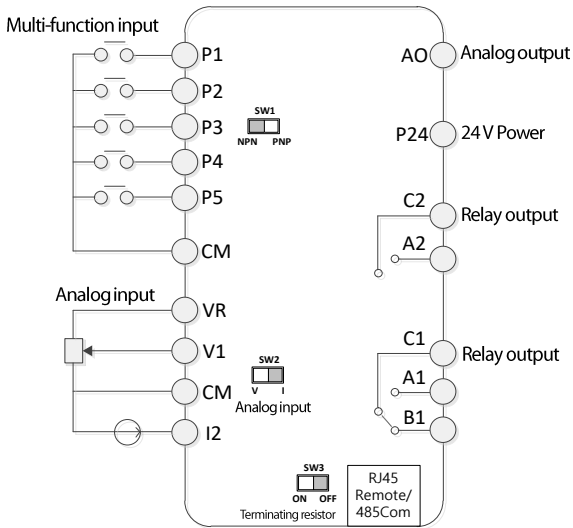 Multi-function input
P1
P2
P3
P4
P5
CM
SW1
NPN PNP
AO Analog output
P24 24 V Power
C2 Relay output
A2
Analog input
VR
V1
CM
I2
SW2
V I
Analog input
C1 Relay output
A1
B1
SW3
ON OFF
Terminating resistor
RJ45
Remote/
485Com